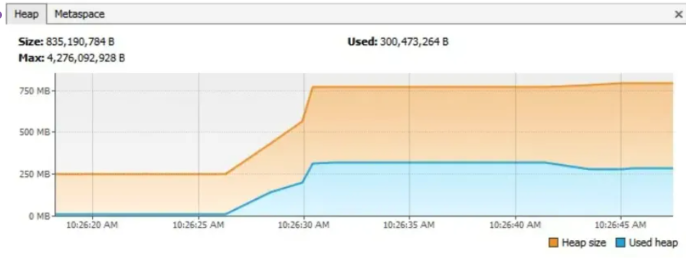 Heap Metaspace
Size: 835,190,784 B Used: 300,473,264 B
Max: 4,276,092,928 B
750 MB
500 MB
250 MB
0 MB
10:26:20 AM 10:26:25 AM 10:26:30 AM 10:26:35 AM 10:26:40 AM 10:26:45 AM
Heap size Used heap